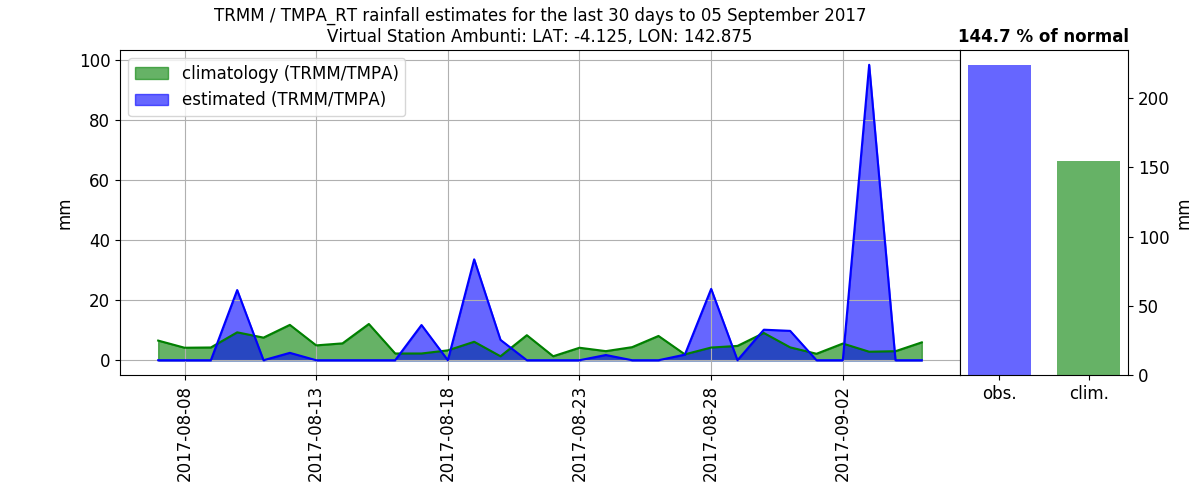 TRMM / TMPA_RT rainfall estimates for the last 30 days to 05 September 2017
Virtual Station Ambunti: LAT: -4.125, LON: 142.875
144.7 % of normal
climatology (TRMM/TMPA)
estimated (TRMM/TMPA)
100
80
60
40
20
0
mm
2017-08-08
2017-08-13
2017-08-18
2017-08-23
2017-08-28
2017-09-02
obs.
clim.
200
150
100
50
0
mm